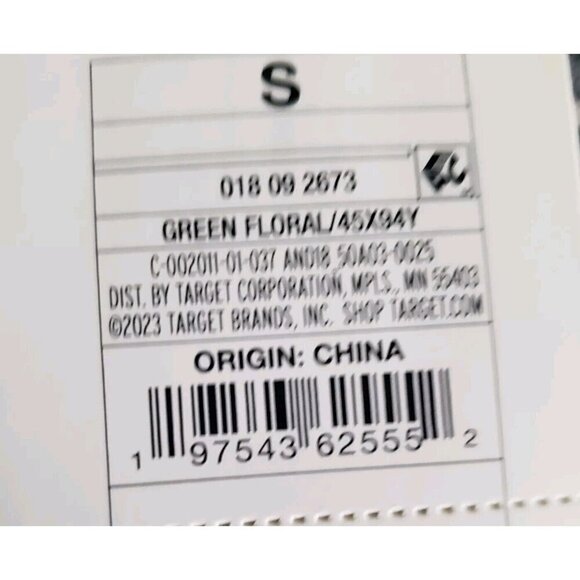 S
018 09 2673
GREEN FLORAL/45X94Y
C-002011-01-037 AND18 50A03-0025
DIST. BY TARGET CORPORATION, MPLS., MN 55403
©2023 TARGET BRANDS, INC. SHOP TARGET.COM
ORIGIN: CHINA
1 97543 62555 2